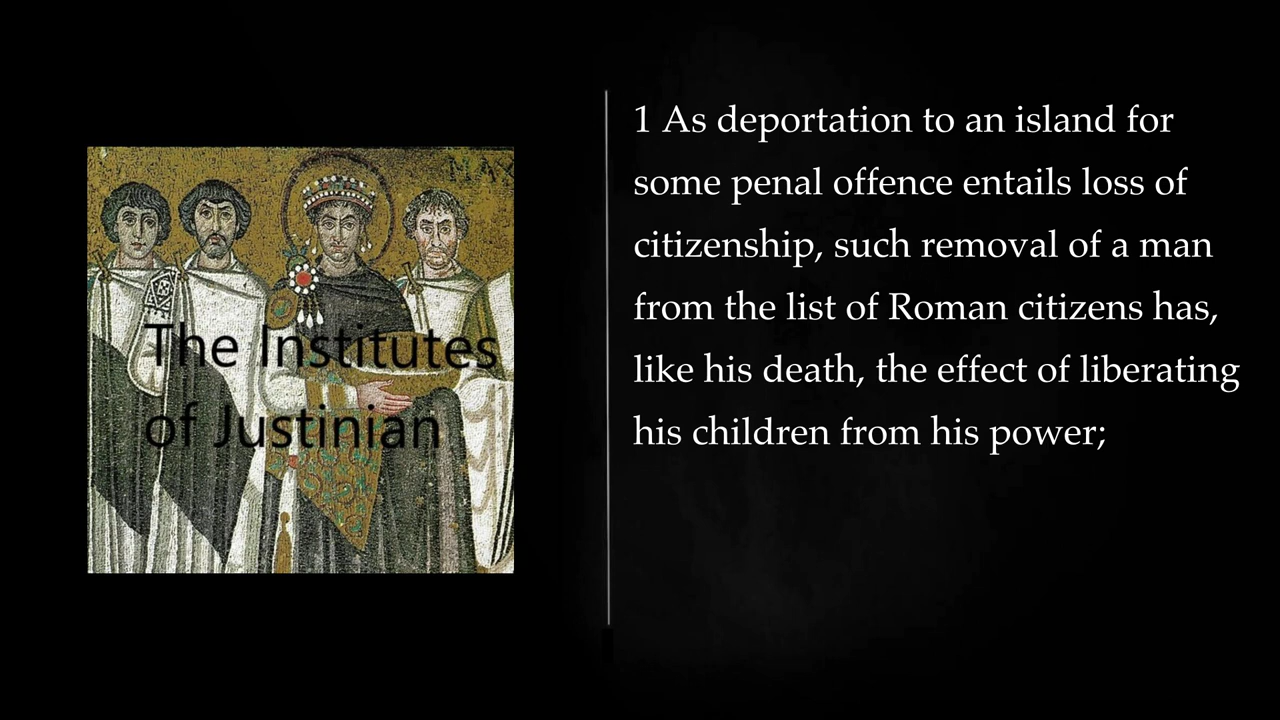 MAX
The Institutes
of Justinian
1 As deportation to an island for
some penal offence entails loss of
citizenship, such removal of a man
from the list of Roman citizens has,
like his death, the effect of liberating
his children from his power;